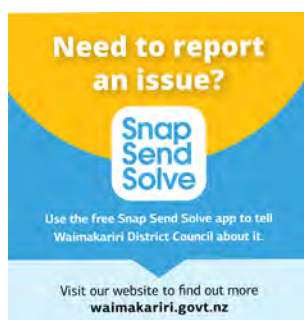 Need to report
an issue?
Snap
Send
Solve
Use the free Snap Send Solve app to tell
Waimakariri District Council about it.
Visit our website to find out more
waimakariri.govt.nz